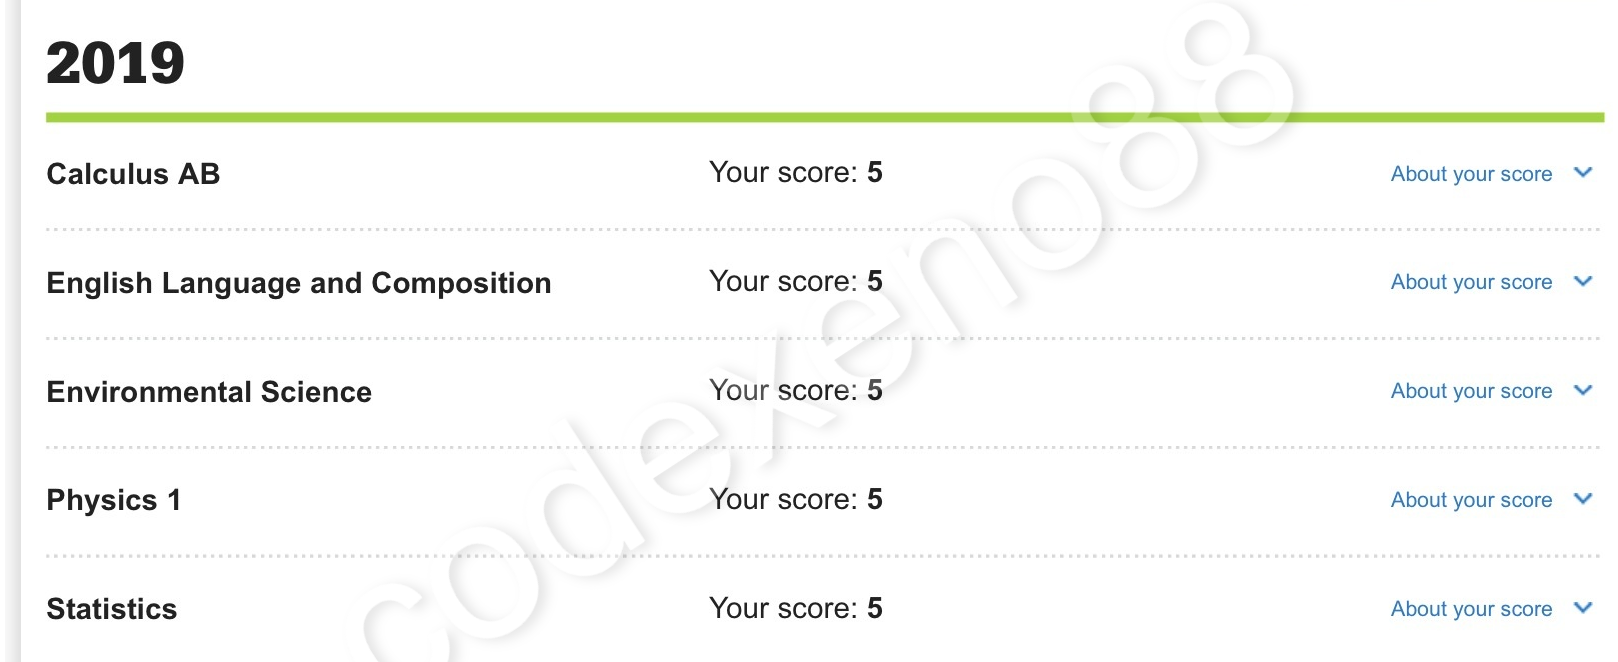 2019
Calculus AB Your score: 5 About your score
English Language and Composition Your score: 5 About your score
Environmental Science Your score: 5 About your score
Physics 1 Your score: 5 About your score
Statistics Your score: 5 About your score
codexeno88